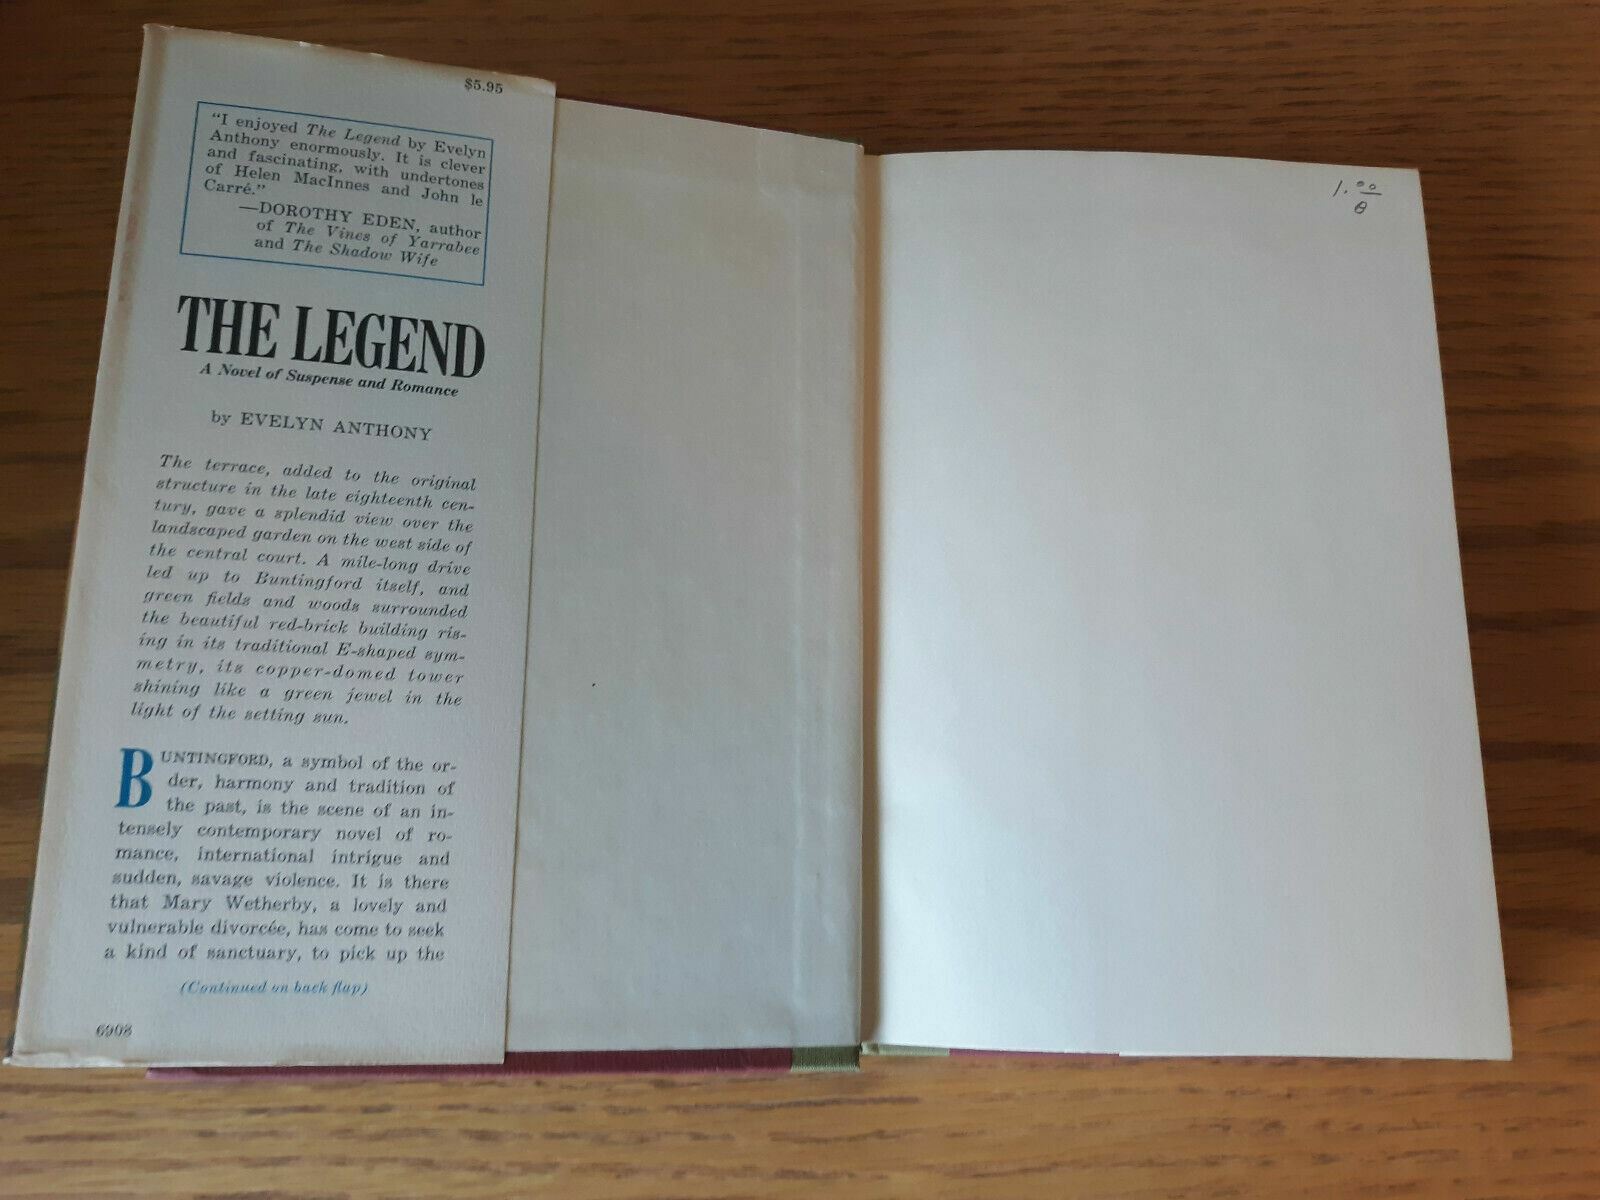 $5.95
"I enjoyed The Legend by Evelyn
Anthony enormously. It is clever
and fascinating, with undertones
of Helen MacInnes and John le
Carré."
—DOROTHY EDEN, author
of The Vines of Yarrabee
and The Shadow Wife
THE LEGEND
A Novel of Suspense and Romance
by EVELYN ANTHONY
The terrace, added to the original
structure in the late eighteenth cen-
tury, gave a splendid view over the
landscaped garden on the west side of
the central court. A mile-long drive
led up to Buntingford itself, and
green fields and woods surrounded
the beautiful red-brick building ris-
ing in its traditional E-shaped sym-
metry, its copper-domed tower
shining like a green jewel in the
light of the setting sun.
BUNTINGFORD, a symbol of the or-
der, harmony and tradition of
the past, is the scene of an in-
tensely contemporary novel of ro-
mance, international intrigue and
sudden, savage violence. It is there
that Mary Wetherby, a lovely and
vulnerable divorcée, has come to seek
a kind of sanctuary, to pick up the
(Continued on back flap)
6908
1.00